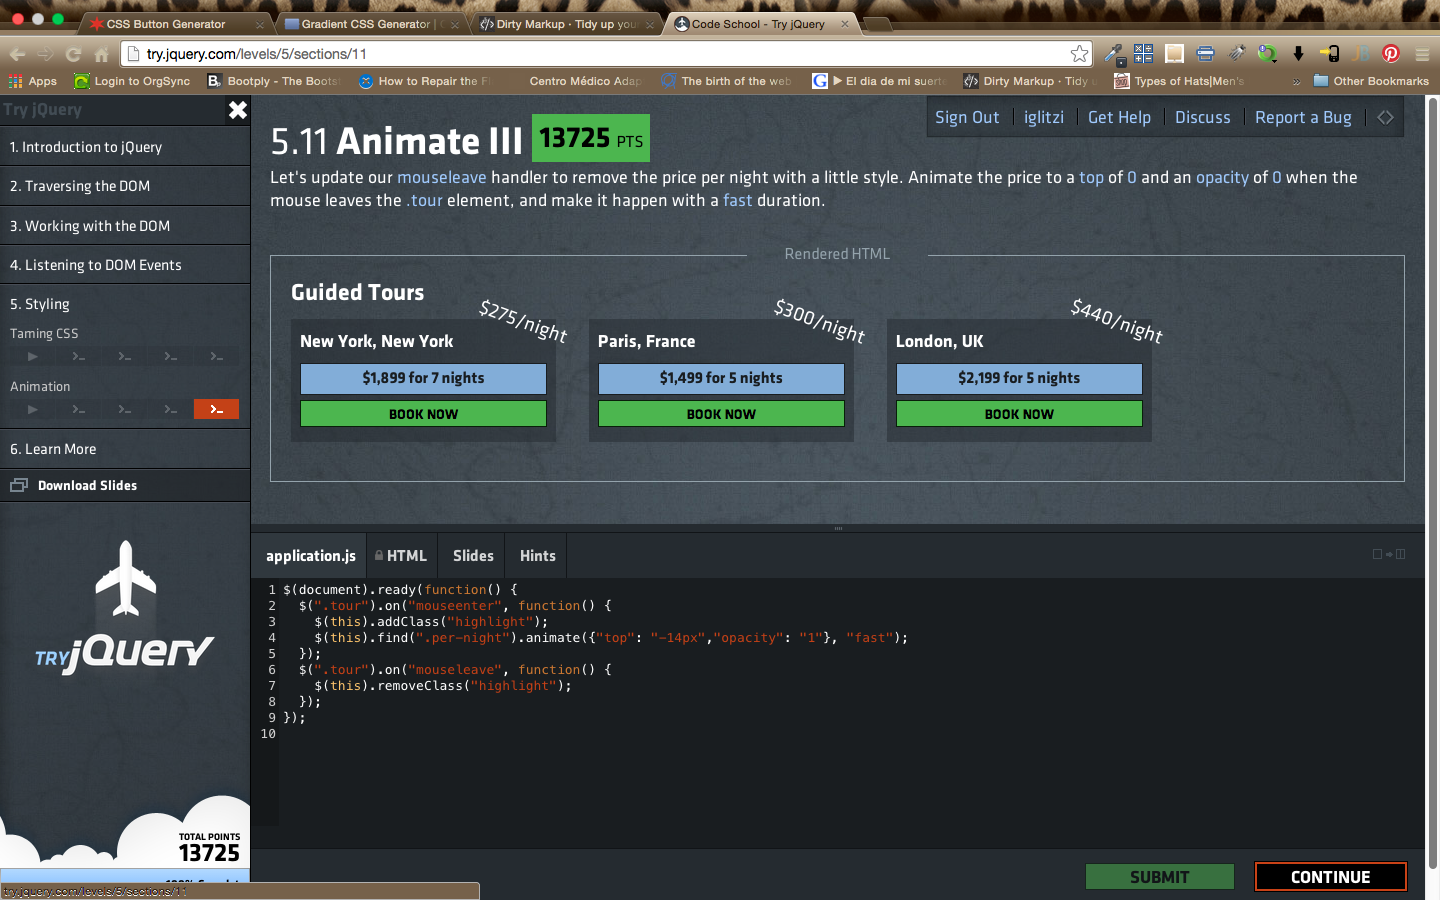 CSS Button Generator
Gradient CSS Generator |
Dirty Markup · Tidy up you
Code School - Try jQuery
try.jquery.com/levels/5/sections/11
Apps
Login to OrgSync
Bootply - The Boots
How to Repair the F
Centro Médico Adap
The birth of the web
El dia de mi suerte
Dirty Markup · Tidy u
Types of Hats|Men's
»
Other Bookmarks
Try jQuery
1. Introduction to jQuery
2. Traversing the DOM
3. Working with the DOM
4. Listening to DOM Events
5. Styling
Taming CSS
Animation
6. Learn More
Download Slides
TRY jQuery
TOTAL POINTS
13725
try.jquery.com/levels/5/sections/11
Sign Out
iglitzi
Get Help
Discuss
Report a Bug
5.11 Animate III 13725 PTS
Let's update our mouseleave handler to remove the price per night with a little style. Animate the price to a top of 0 and an opacity of 0 when the
mouse leaves the .tour element, and make it happen with a fast duration.
Rendered HTML
Guided Tours
$275/night
New York, New York
$1,899 for 7 nights
BOOK NOW
$300/night
Paris, France
$1,499 for 5 nights
BOOK NOW
$440/night
London, UK
$2,199 for 5 nights
BOOK NOW
application.js
HTML
Slides
Hints
1 $(document).ready(function() {
2 $(".tour").on("mouseenter", function() {
3 $(this).addClass("highlight");
4 $(this).find(".per-night").animate({"top": "-14px","opacity": "1"}, "fast");
5 });
6 $(".tour").on("mouseleave", function() {
7 $(this).removeClass("highlight");
8 });
9 });
10
SUBMIT
CONTINUE